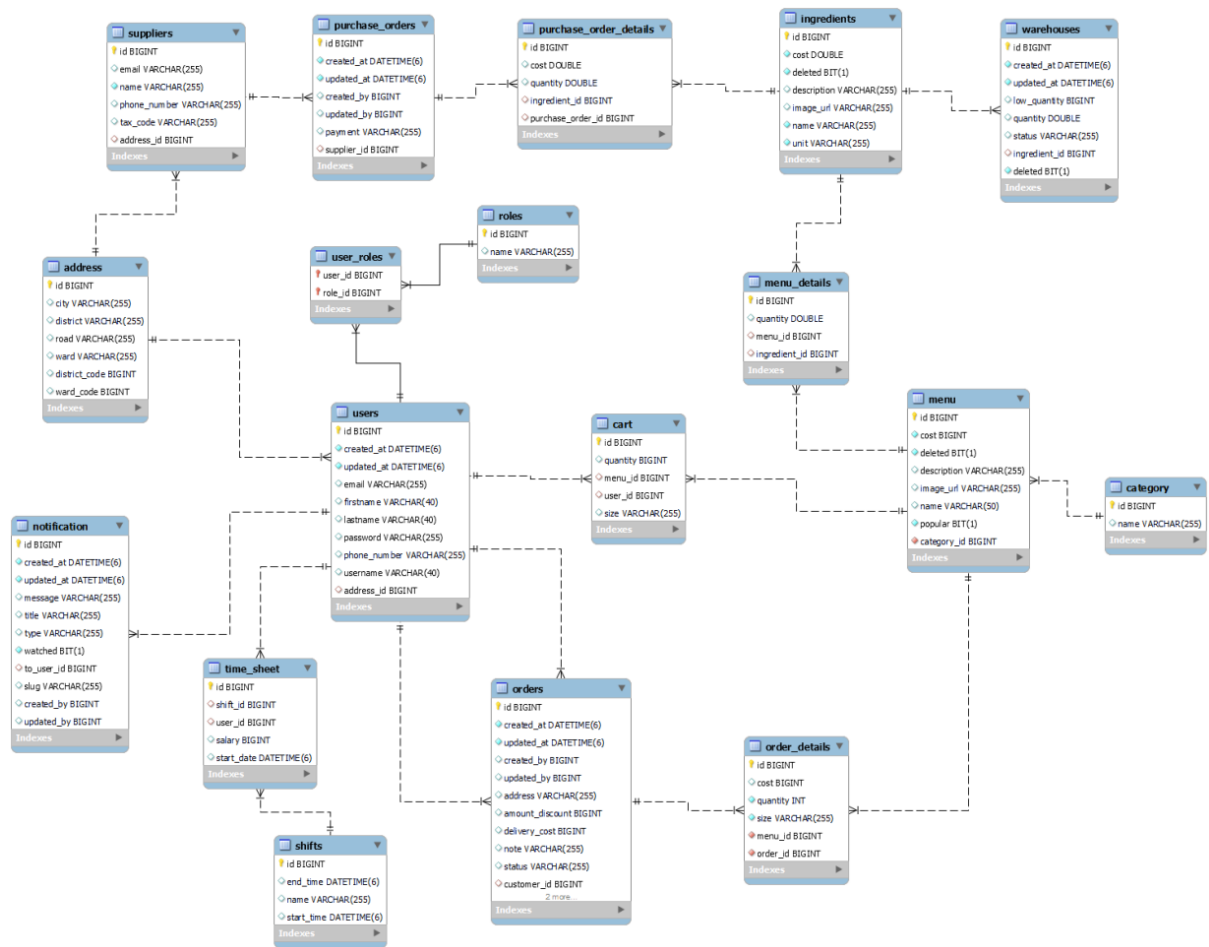 suppliers
id BIGINT
email VARCHAR(255)
name VARCHAR(255)
phone_number VARCHAR(255)
tax_code VARCHAR(255)
address_id BIGINT
Indexes
purchase_orders
id BIGINT
created_at DATETIME(6)
updated_at DATETIME(6)
created_by BIGINT
updated_by BIGINT
payment VARCHAR(255)
supplier_id BIGINT
Indexes
purchase_order_details
id BIGINT
cost DOUBLE
quantity DOUBLE
ingredient_id BIGINT
purchase_order_id BIGINT
Indexes
ingredients
id BIGINT
cost DOUBLE
deleted BIT(1)
description VARCHAR(255)
image_url VARCHAR(255)
name VARCHAR(255)
unit VARCHAR(255)
Indexes
warehouses
id BIGINT
created_at DATETIME(6)
updated_at DATETIME(6)
low_quantity BIGINT
quantity DOUBLE
status VARCHAR(255)
ingredient_id BIGINT
deleted BIT(1)
Indexes
roles
id BIGINT
name VARCHAR(255)
Indexes
user_roles
user_id BIGINT
role_id BIGINT
Indexes
address
id BIGINT
city VARCHAR(255)
district VARCHAR(255)
road VARCHAR(255)
ward VARCHAR(255)
district_code BIGINT
ward_code BIGINT
Indexes
menu_details
id BIGINT
quantity DOUBLE
menu_id BIGINT
ingredient_id BIGINT
Indexes
users
id BIGINT
created_at DATETIME(6)
updated_at DATETIME(6)
email VARCHAR(255)
firstname VARCHAR(40)
lastname VARCHAR(40)
password VARCHAR(255)
phone_number VARCHAR(255)
username VARCHAR(40)
address_id BIGINT
Indexes
cart
id BIGINT
quantity BIGINT
menu_id BIGINT
user_id BIGINT
size VARCHAR(255)
Indexes
menu
id BIGINT
cost BIGINT
deleted BIT(1)
description VARCHAR(255)
image_url VARCHAR(255)
name VARCHAR(50)
popular BIT(1)
category_id BIGINT
Indexes
category
id BIGINT
name VARCHAR(255)
Indexes
notification
id BIGINT
created_at DATETIME(6)
updated_at DATETIME(6)
message VARCHAR(255)
title VARCHAR(255)
type VARCHAR(255)
watched BIT(1)
to_user_id BIGINT
slug VARCHAR(255)
created_by BIGINT
updated_by BIGINT
Indexes
time_sheet
id BIGINT
shift_id BIGINT
user_id BIGINT
salary BIGINT
start_date DATETIME(6)
Indexes
orders
id BIGINT
created_at DATETIME(6)
updated_at DATETIME(6)
created_by BIGINT
updated_by BIGINT
address VARCHAR(255)
amount_discount BIGINT
delivery_cost BIGINT
note VARCHAR(255)
status VARCHAR(255)
customer_id BIGINT
2 more...
Indexes
order_details
id BIGINT
cost BIGINT
quantity INT
size VARCHAR(255)
menu_id BIGINT
order_id BIGINT
Indexes
shifts
id BIGINT
end_time DATETIME(6)
name VARCHAR(255)
start_time DATETIME(6)
Indexes